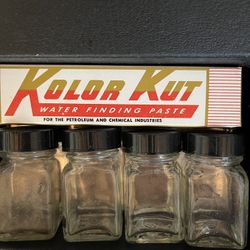 KOLOR KUT
WATER FINDING PASTE
FOR THE PETROLEUM AND CHEMICAL INDUSTRIES